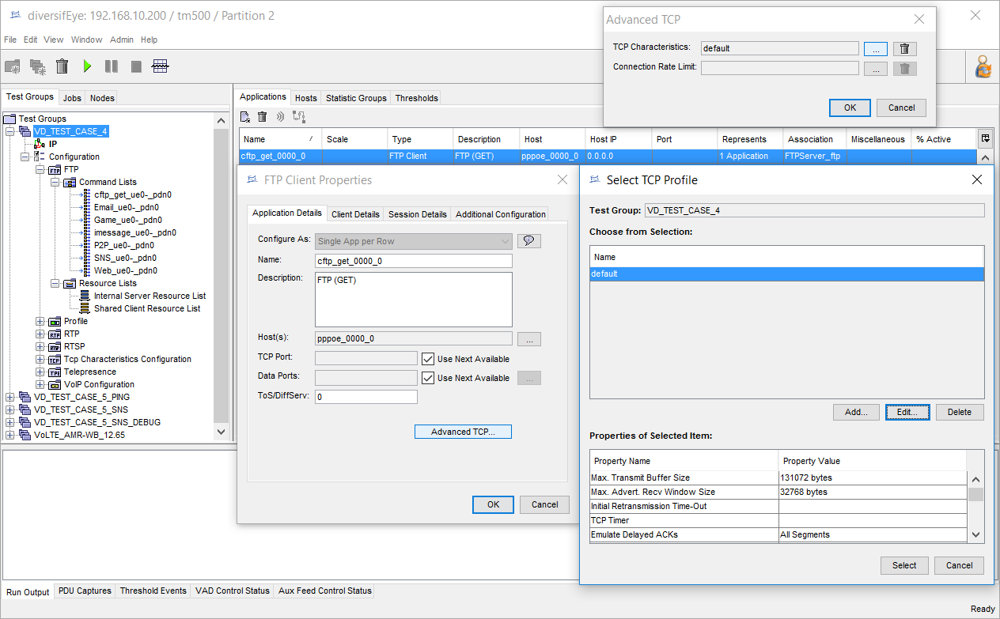 diversifEye: 192.168.10.200 / tm500 / Partition 2
File Edit View Window Admin Help
Test Groups Jobs Nodes
Test Groups
VD_TEST_CASE_4
IP
Configuration
FTP
Command Lists
cftp_get_ue0-_pdn0
Email_ue0-_pdn0
Game_ue0-_pdn0
imessage_ue0-_pdn0
P2P_ue0-_pdn0
SNS_ue0-_pdn0
Web_ue0-_pdn0
Resource Lists
Internal Server Resource List
Shared Client Resource List
Profile
RTP
RTSP
Tcp Characteristics Configuration
Telepresence
VoIP Configuration
VD_TEST_CASE_5_PING
VD_TEST_CASE_5_SNS
VD_TEST_CASE_5_SNS_DEBUG
VoLTE_AMR-WB_12.65
Applications Hosts Statistic Groups Thresholds
Name / Scale Type Description Host Host IP Port Represents Association Miscellaneous % Active
cftp_get_0000_0 FTP Client FTP (GET) pppoe_0000_0 0.0.0.0 1 Application FTPServer_ftp
Advanced TCP
TCP Characteristics: default ...
Connection Rate Limit: ...
OK Cancel
FTP Client Properties
Application Details Client Details Session Details Additional Configuration
Configure As: Single App per Row
Name: cftp_get_0000_0
Description: FTP (GET)
Host(s): pppoe_0000_0 ...
TCP Port: Use Next Available
Data Ports: Use Next Available ...
ToS/DiffServ: 0
Advanced TCP...
OK Cancel
Select TCP Profile
Test Group: VD_TEST_CASE_4
Choose from Selection:
Name
default
Add... Edit... Delete
Properties of Selected Item:
Property Name Property Value
Max. Transmit Buffer Size 131072 bytes
Max. Advert. Recv Window Size 32768 bytes
Initial Retransmission Time-Out
TCP Timer
Emulate Delayed ACKs All Segments
Select Cancel
Run Output PDU Captures Threshold Events VAD Control Status Aux Feed Control Status
Ready